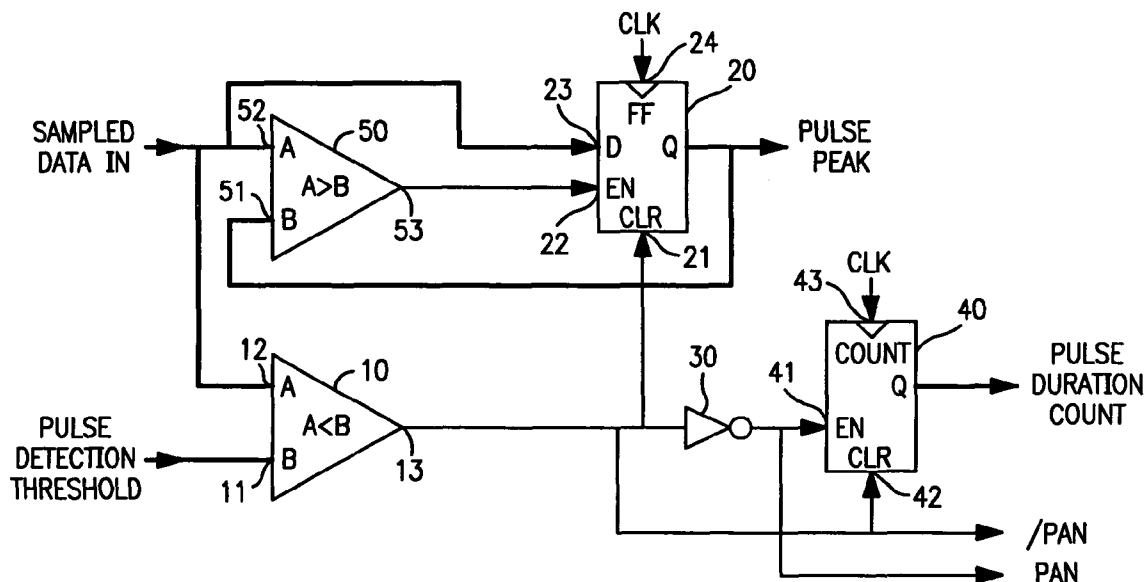 CLK
24
20
23
FF
SAMPLED
DATA IN
52
50
A
D
Q
PULSE
PEAK
A>B
51
B
53
EN
22
CLR
21
CLK
43
40
12
10
A
30
COUNT
Q
PULSE
DURATION
COUNT
41
A<B
EN
PULSE
DETECTION
THRESHOLD
B
11
13
CLR
42
/PAN
PAN